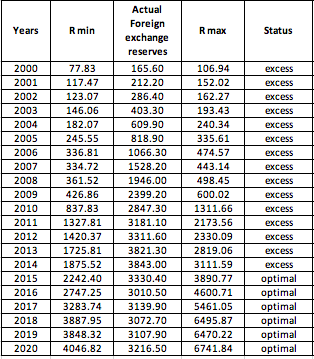 Years R min Actual Foreign exchange reserves R max Status
2000 77.83 165.60 106.94 excess
2001 117.47 212.20 152.02 excess
2002 123.07 286.40 162.27 excess
2003 146.06 403.30 193.43 excess
2004 182.07 609.90 240.34 excess
2005 245.55 818.90 335.61 excess
2006 336.81 1066.30 474.57 excess
2007 334.72 1528.20 443.14 excess
2008 361.52 1946.00 498.45 excess
2009 426.86 2399.20 600.02 excess
2010 837.83 2847.30 1311.66 excess
2011 1327.81 3181.10 2173.56 excess
2012 1420.37 3311.60 2330.09 excess
2013 1725.81 3821.30 2819.06 excess
2014 1875.52 3843.00 3111.59 excess
2015 2242.40 3330.40 3890.77 optimal
2016 2747.25 3010.50 4600.71 optimal
2017 3283.74 3139.90 5461.05 optimal
2018 3887.95 3072.70 6495.87 optimal
2019 3848.32 3107.90 6470.22 optimal
2020 4046.82 3216.50 6741.84 optimal